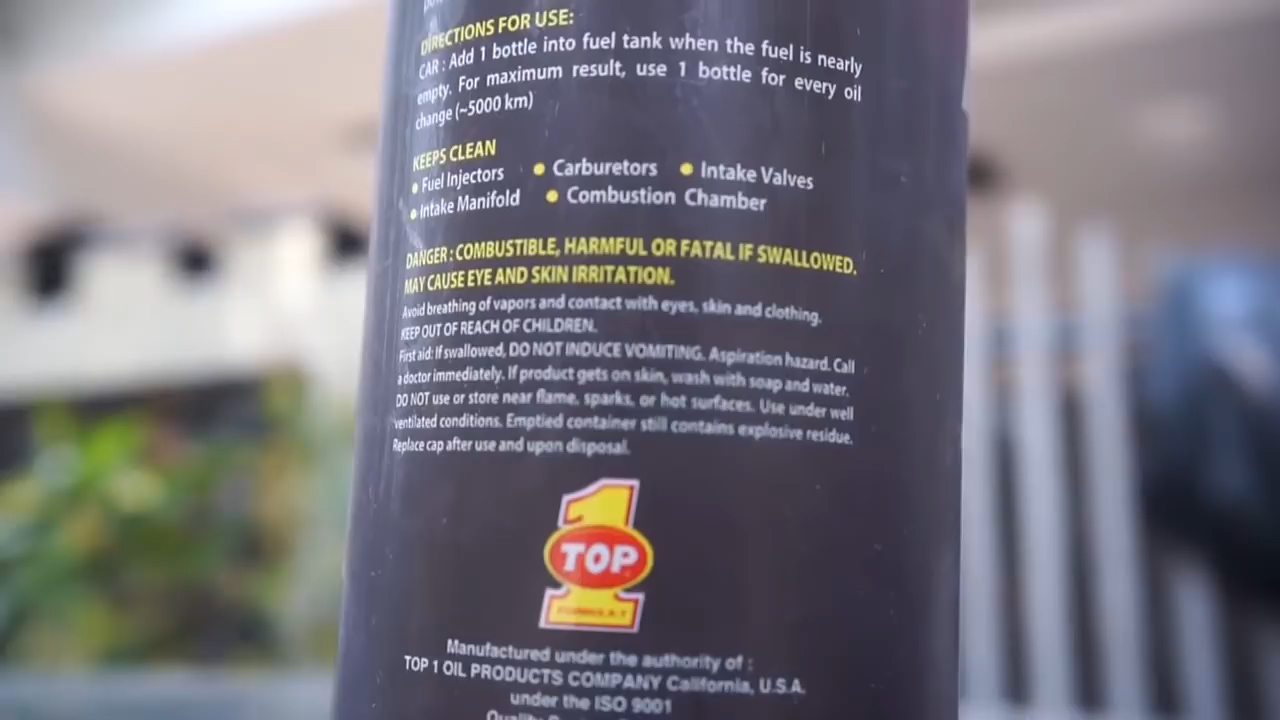 DIRECTIONS FOR USE:
CAR : Add 1 bottle into fuel tank when the fuel is nearly
empty. For maximum result, use 1 bottle for every oil
change (~5000 km)
KEEPS CLEAN
• Fuel Injectors • Carburetors • Intake Valves
• Intake Manifold • Combustion Chamber
DANGER : COMBUSTIBLE, HARMFUL OR FATAL IF SWALLOWED.
MAY CAUSE EYE AND SKIN IRRITATION.
Avoid breathing of vapors and contact with eyes, skin and clothing.
KEEP OUT OF REACH OF CHILDREN.
First aid: If swallowed, DO NOT INDUCE VOMITING. Aspiration hazard. Call
a doctor immediately. If product gets on skin, wash with soap and water.
DO NOT use or store near flame, sparks, or hot surfaces. Use under well
ventilated conditions. Emptied container still contains explosive residue.
Replace cap after use and upon disposal.
1
TOP
Manufactured under the authority of :
TOP 1 OIL PRODUCTS COMPANY California, U.S.A.
under the ISO 9001